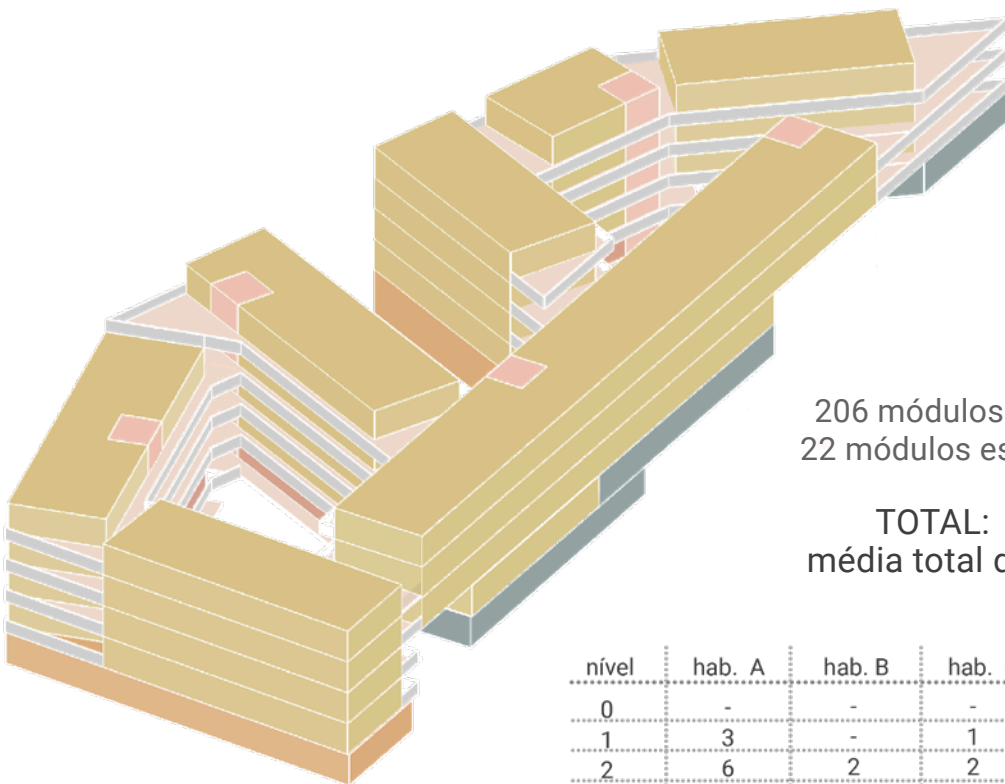 206 módulos
22 módulos
TOTAL:
média total
nível hab. A hab. B hab.
0 - - -
1 3 - 1
2 6 2 2